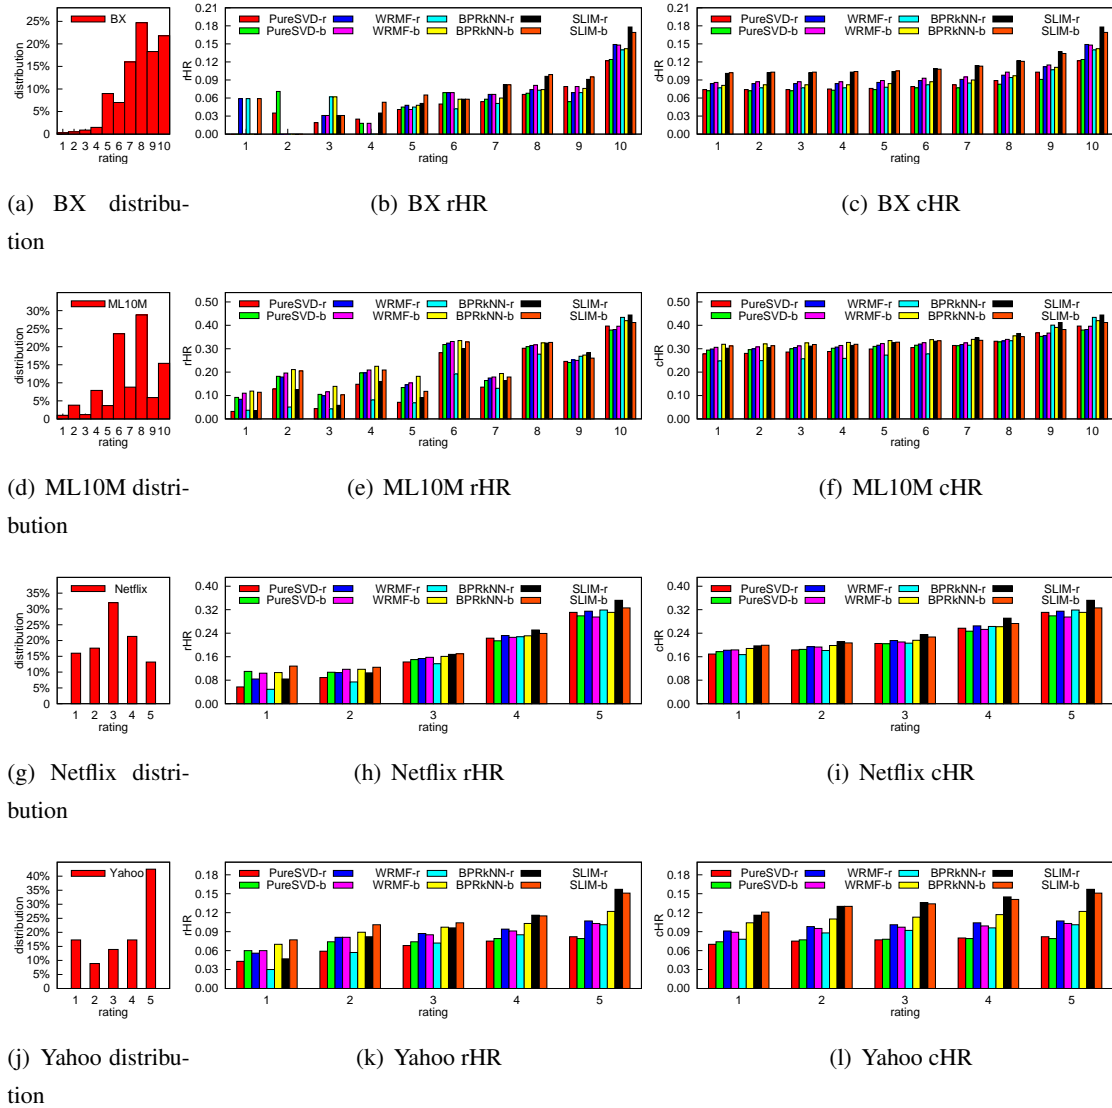 BX
distribution
25%
20%
15%
10%
5%
0
1 2 3 4 5 6 7 8 9 10
rating
(a) BX distribu-
tion
PureSVD-r WRMF-r BPRkNN-r SLIM-r
PureSVD-b WRMF-b BPRkNN-b SLIM-b
rHR
0.21
0.18
0.15
0.12
0.09
0.06
0.03
0.00
1 2 3 4 5 6 7 8 9 10
rating
(b) BX rHR
PureSVD-r WRMF-r BPRkNN-r SLIM-r
PureSVD-b WRMF-b BPRkNN-b SLIM-b
cHR
0.21
0.18
0.15
0.12
0.09
0.06
0.03
0.00
1 2 3 4 5 6 7 8 9 10
rating
(c) BX cHR
ML10M
distribution
30%
25%
20%
15%
10%
5%
0
1 2 3 4 5 6 7 8 9 10
rating
(d) ML10M distri-
bution
PureSVD-r WRMF-r BPRkNN-r SLIM-r
PureSVD-b WRMF-b BPRkNN-b SLIM-b
rHR
0.50
0.40
0.30
0.20
0.10
0.00
1 2 3 4 5 6 7 8 9 10
rating
(e) ML10M rHR
PureSVD-r WRMF-r BPRkNN-r SLIM-r
PureSVD-b WRMF-b BPRkNN-b SLIM-b
cHR
0.50
0.40
0.30
0.20
0.10
0.00
1 2 3 4 5 6 7 8 9 10
rating
(f) ML10M cHR
Netflix
distribution
35%
30%
25%
20%
15%
10%
5%
0
1 2 3 4 5
rating
(g) Netflix distri-
bution
PureSVD-r WRMF-r BPRkNN-r SLIM-r
PureSVD-b WRMF-b BPRkNN-b SLIM-b
rHR
0.40
0.32
0.24
0.16
0.08
0.00
1 2 3 4 5
rating
(h) Netflix rHR
PureSVD-r WRMF-r BPRkNN-r SLIM-r
PureSVD-b WRMF-b BPRkNN-b SLIM-b
cHR
0.40
0.32
0.24
0.16
0.08
0.00
1 2 3 4 5
rating
(i) Netflix cHR
Yahoo
distribution
40%
35%
30%
25%
20%
15%
10%
5%
0
1 2 3 4 5
rating
(j) Yahoo distribu-
tion
PureSVD-r WRMF-r BPRkNN-r SLIM-r
PureSVD-b WRMF-b BPRkNN-b SLIM-b
rHR
0.18
0.15
0.12
0.09
0.06
0.03
0.00
1 2 3 4 5
rating
(k) Yahoo rHR
PureSVD-r WRMF-r BPRkNN-r SLIM-r
PureSVD-b WRMF-b BPRkNN-b SLIM-b
cHR
0.18
0.15
0.12
0.09
0.06
0.03
0.00
1 2 3 4 5
rating
(l) Yahoo cHR